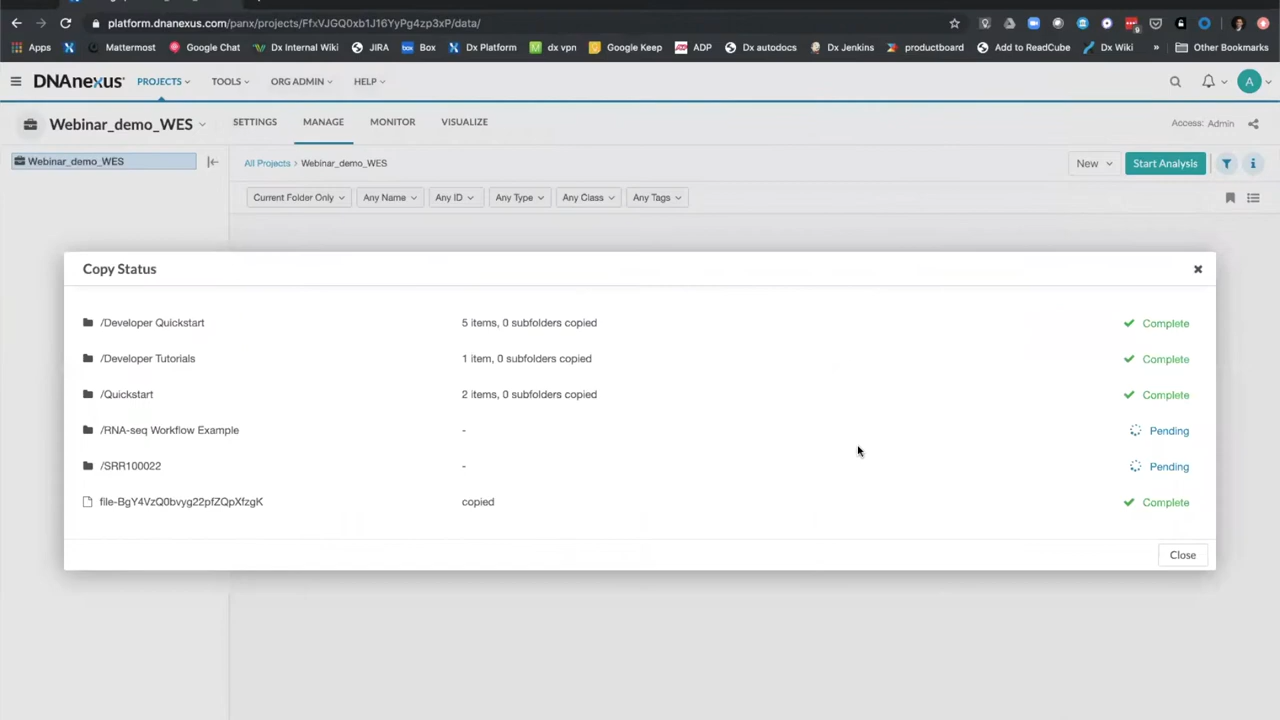 platform.dnanexus.com/panx/projects/FfxVJGQ0xb1J16YyPg4zp3xP/data/
9
Apps Mattermost Google Chat Dx Internal Wiki JIRA box Box Dx Platform dx vpn Google Keep ADP Dx autodocs Dx Jenkins productboard Add to ReadCube Dx Wiki » Other Bookmarks
DNAnexus PROJECTS TOOLS ORG ADMIN HELP A
Webinar_demo_WES SETTINGS MANAGE MONITOR VISUALIZE Access: Admin
Webinar_demo_WES All Projects > Webinar_demo_WES New Start Analysis
Current Folder Only Any Name Any ID Any Type Any Class Any Tags
Copy Status
/Developer Quickstart 5 items, 0 subfolders copied Complete
/Developer Tutorials 1 item, 0 subfolders copied Complete
/Quickstart 2 items, 0 subfolders copied Complete
/RNA-seq Workflow Example - Pending
/SRR100022 - Pending
file-BgY4VzQ0bvyg22pfZQpXfzgK copied Complete
Close